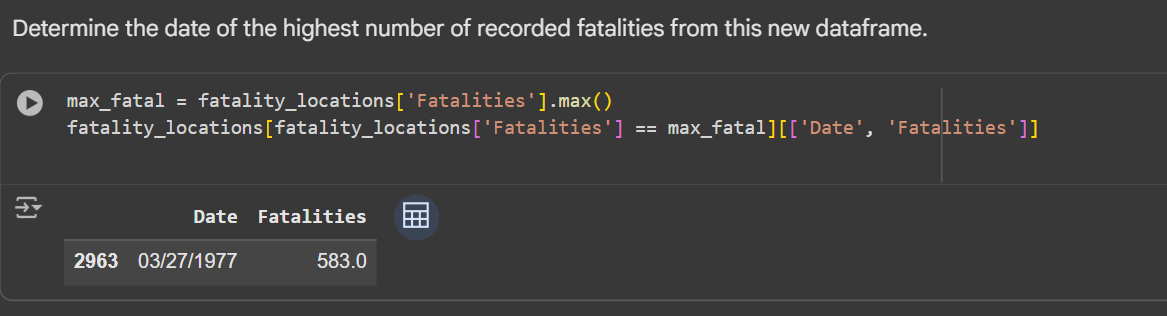 Determine the date of the highest number of recorded fatalities from this new dataframe.
max_fatal = fatality_locations['Fatalities'].max()
fatality_locations[fatality_locations['Fatalities'] == max_fatal][['Date', 'Fatalities']]
Date Fatalities
2963 03/27/1977 583.0